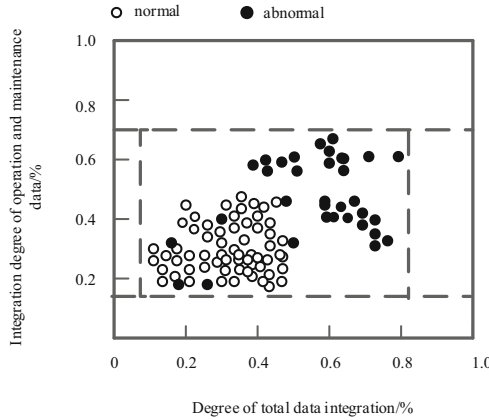 normal abnormal
Integration degree of operation and maintenance
data/%
1.0
0.8
0.6
0.4
0.2
0 0.2 0.4 0.6 0.8 1.0
Degree of total data integration/%